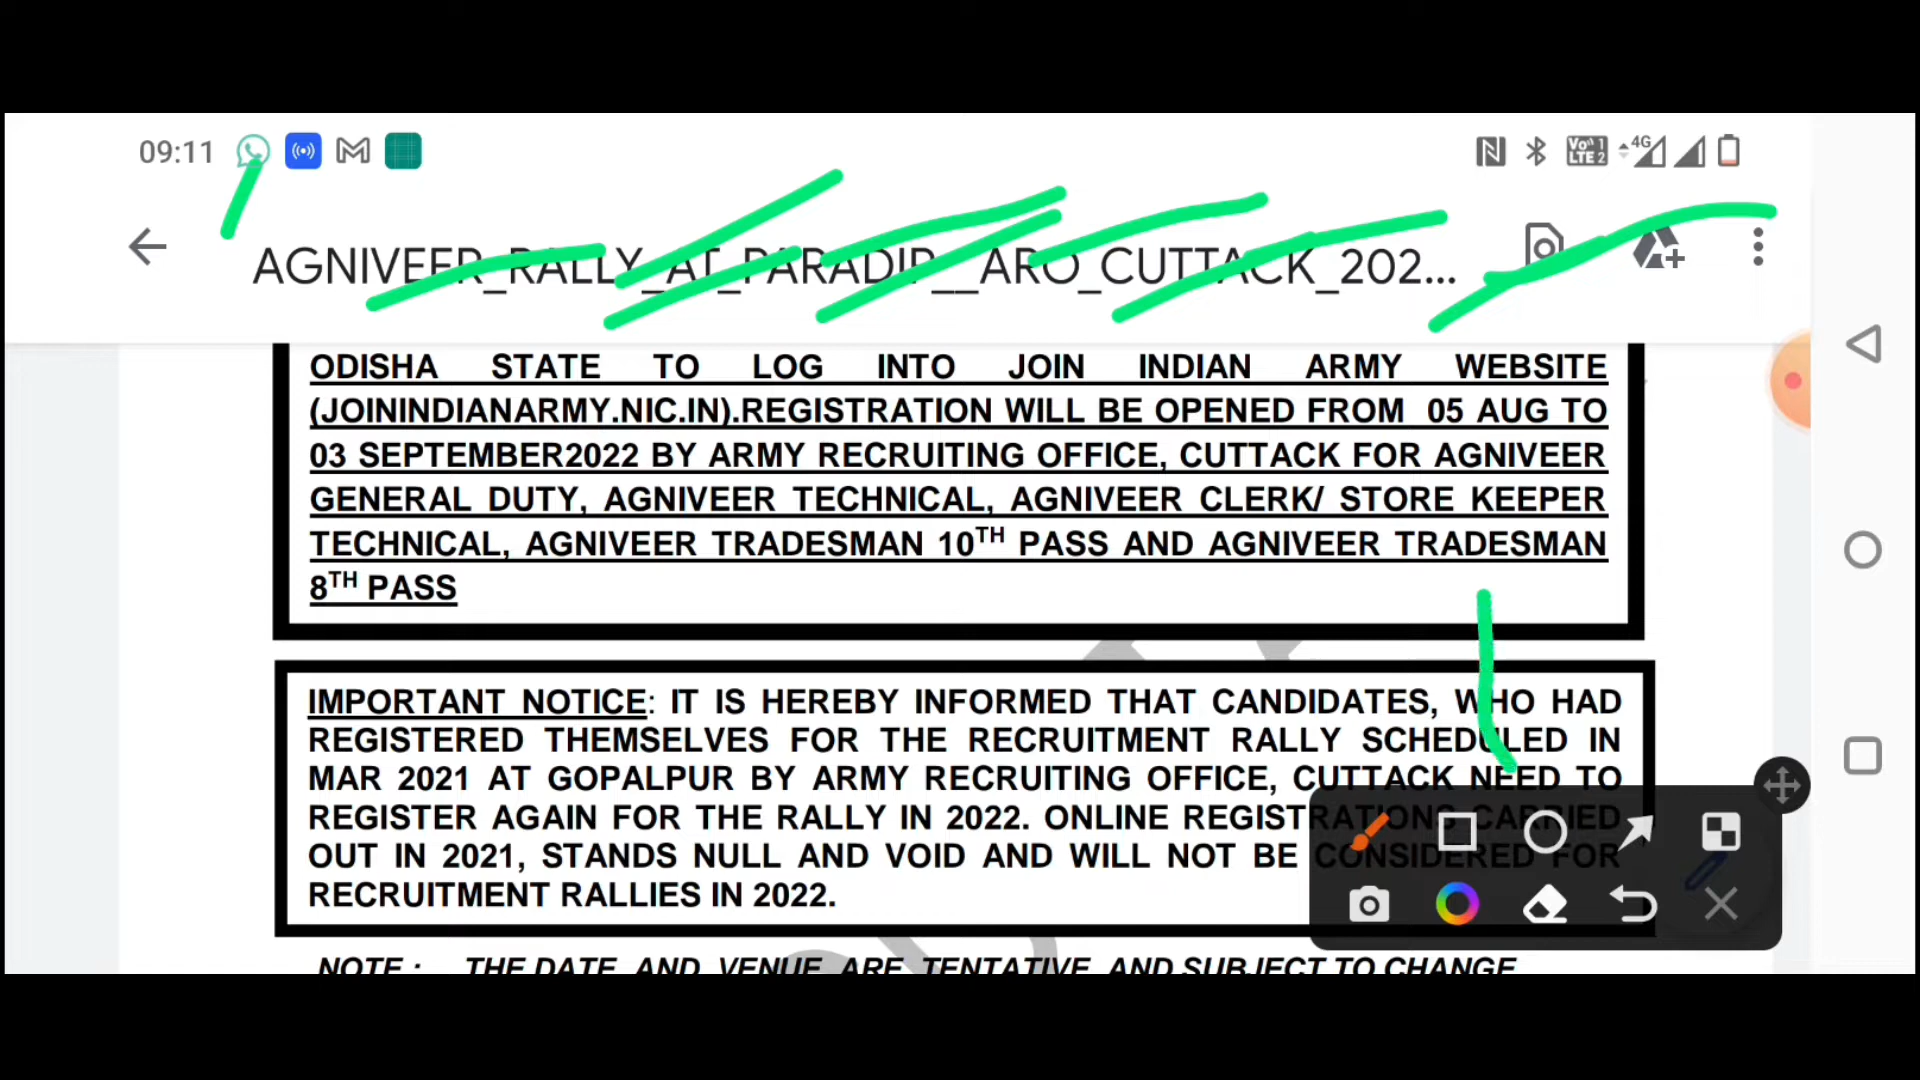 09:11
Vo 1
LTE 2
4G
AGNIVEER_RALLY_AT_PARADIP__ARO_CUTTACK_202...
ODISHA STATE TO LOG INTO JOIN INDIAN ARMY WEBSITE
(JOININDIANARMY.NIC.IN).REGISTRATION WILL BE OPENED FROM 05 AUG TO
03 SEPTEMBER2022 BY ARMY RECRUITING OFFICE, CUTTACK FOR AGNIVEER
GENERAL DUTY, AGNIVEER TECHNICAL, AGNIVEER CLERK/ STORE KEEPER
TECHNICAL, AGNIVEER TRADESMAN 10TH PASS AND AGNIVEER TRADESMAN
8TH PASS
IMPORTANT NOTICE: IT IS HEREBY INFORMED THAT CANDIDATES, WHO HAD
REGISTERED THEMSELVES FOR THE RECRUITMENT RALLY SCHEDULED IN
MAR 2021 AT GOPALPUR BY ARMY RECRUITING OFFICE, CUTTACK NEED TO
REGISTER AGAIN FOR THE RALLY IN 2022. ONLINE REGISTRATIONS CARRIED
OUT IN 2021, STANDS NULL AND VOID AND WILL NOT BE CONSIDERED FOR
RECRUITMENT RALLIES IN 2022.
NOTE : THE DATE AND VENUE ARE TENTATIVE AND SUBJECT TO CHANGE